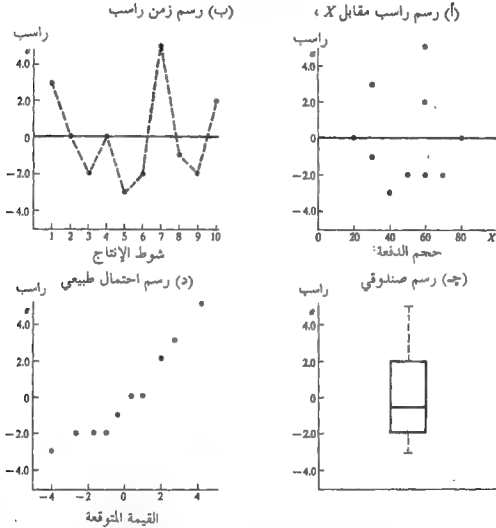 (أ) رسم راسب مقابل X ،
راسب
e
4.0
2.0
0
−2.0
−4.0
0 20 40 60 80 X
حجم الدفعة:
(ب) رسم زمن راسب
راسب
e
4.0
2.0
0
−2.0
−4.0
1 2 3 4 5 6 7 8 9 10
شوط الإنتاج
(جـ) رسم صندوقي
راسب
e
4.0
2.0
0
−2.0
−4.0
(د) رسم احتمال طبيعي
راسب
e
4.0
2.0
0
−2.0
−4.0
−4 −2 0 2 4
القيمة المتوقعة